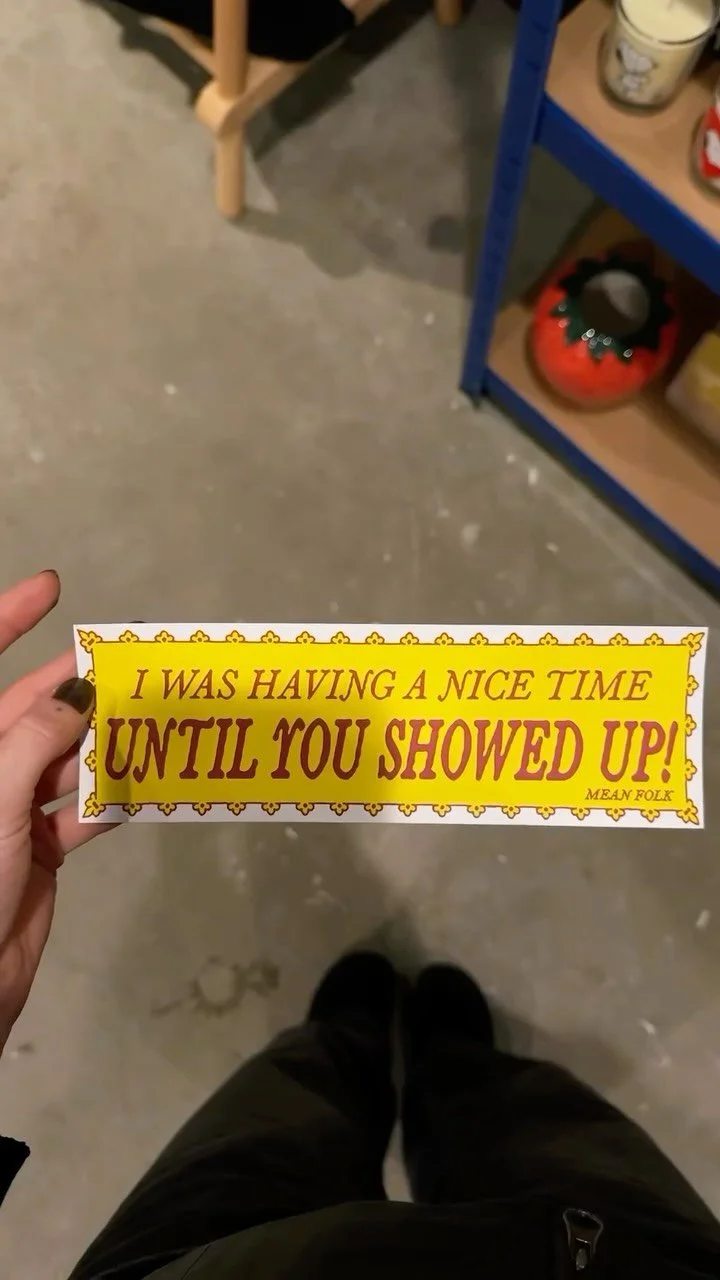 I WAS HAVING A NICE TIME
UNTIL YOU SHOWED UP!
MEAN FOLK